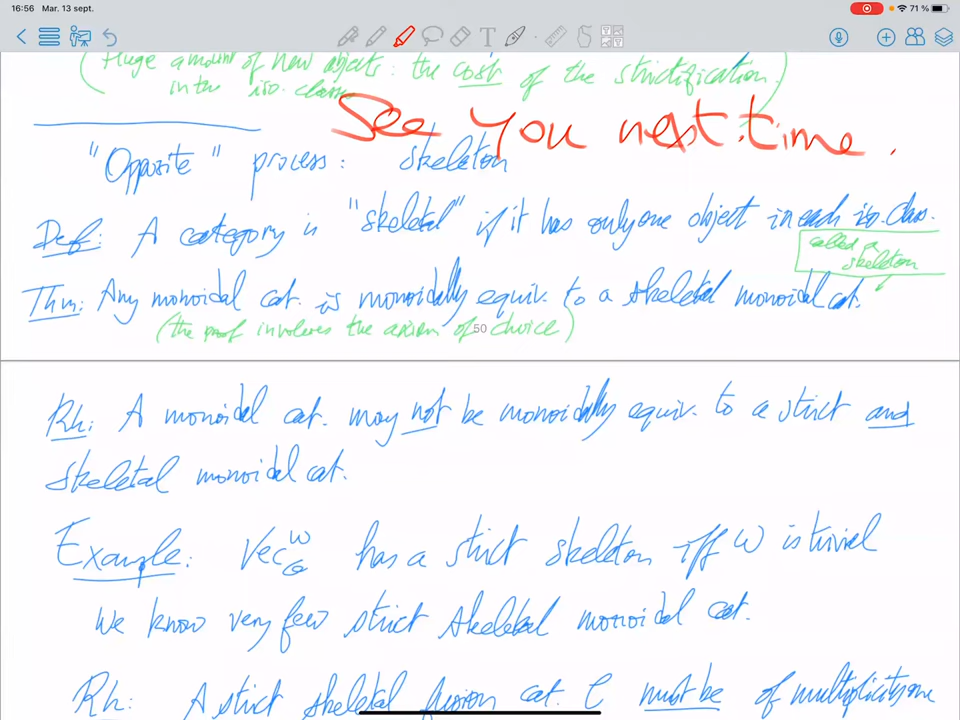 16:56 Mar. 13 sept.
71 %
(Huge amount of new objects: the cost of the strictification)
in the iso. classes
See You next time.
"Opposite" process: skeleton
Def: A category is "skeletal" if it has only one object in each iso. class.
called a
skeleton
Thm: Any monoidal cat. is monoidally equiv. to a skeletal monoidal cat.
(the proof involves the axiom of choice)
50
Rk: A monoidal cat. may not be monoidally equiv. to a strict and
skeletal monoidal cat.
Example: Vec_G^ω has a strict skeleton iff ω is trivial
We know very few strict skeletal monoidal cat.
Rk: A strict skeletal fusion cat. C must be of multiplicity one